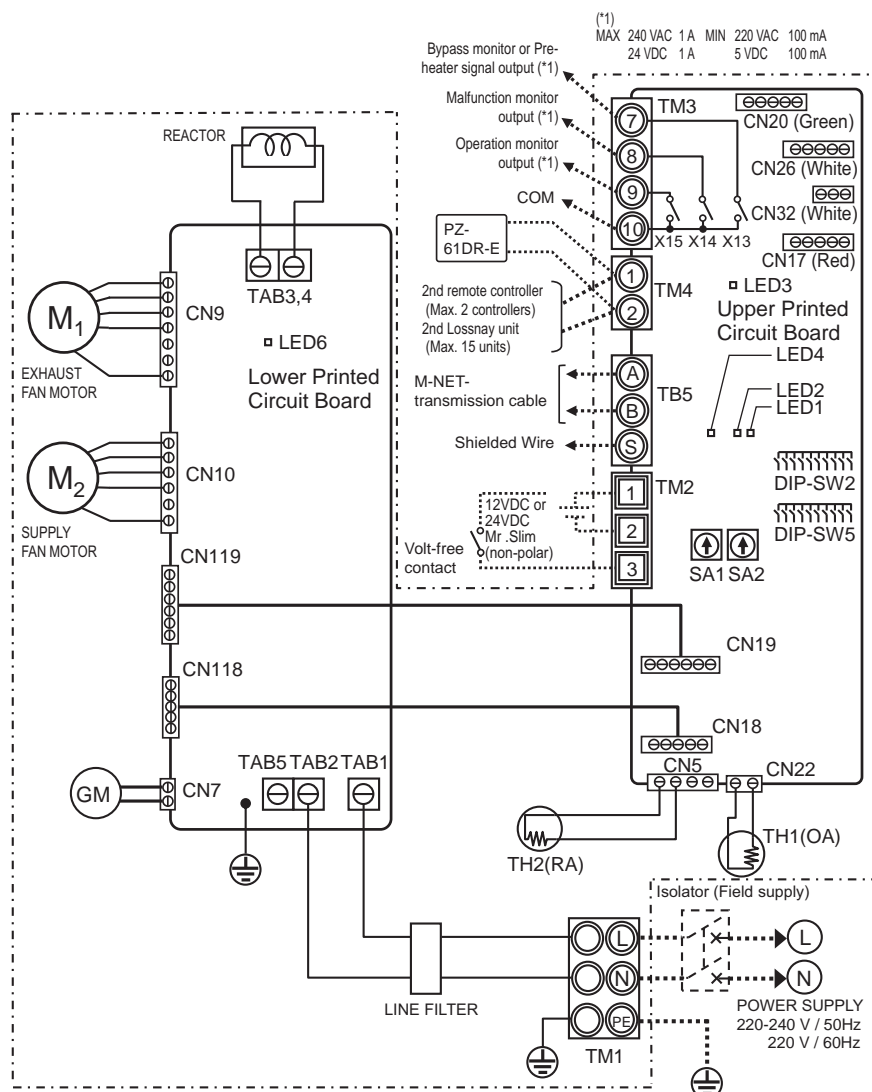 (*1)
MAX 240 VAC 1 A MIN 220 VAC 100 mA
24 VDC 1 A 5 VDC 100 mA
Bypass monitor or Pre-
heater signal output (*1)
Malfunction monitor
output (*1)
Operation monitor
output (*1)
COM
TM3
7
8
9
10
X15 X14 X13
CN20 (Green)
CN26 (White)
CN32 (White)
CN17 (Red)
PZ-
61DR-E
1
2
TM4
2nd remote controller
(Max. 2 controllers)
2nd Lossnay unit
(Max. 15 units)
LED3
Upper Printed
Circuit Board
LED4
LED2
LED1
M-NET-
transmission cable
A
B
S
TB5
Shielded Wire
DIP-SW2
DIP-SW5
TM2
1
2
3
12VDC or
24VDC
Mr .Slim
(non-polar)
Volt-free
contact
SA1 SA2
REACTOR
TAB3,4
M1
EXHAUST
FAN MOTOR
CN9
LED6
Lower Printed
Circuit Board
M2
SUPPLY
FAN MOTOR
CN10
CN119
CN19
CN118
CN18
GM
CN7
TAB5 TAB2 TAB1
CN5
CN22
TH2(RA)
TH1(OA)
Isolator (Field supply)
LINE FILTER
L
N
PE
TM1
L
N
POWER SUPPLY
220-240 V / 50Hz
220 V / 60Hz